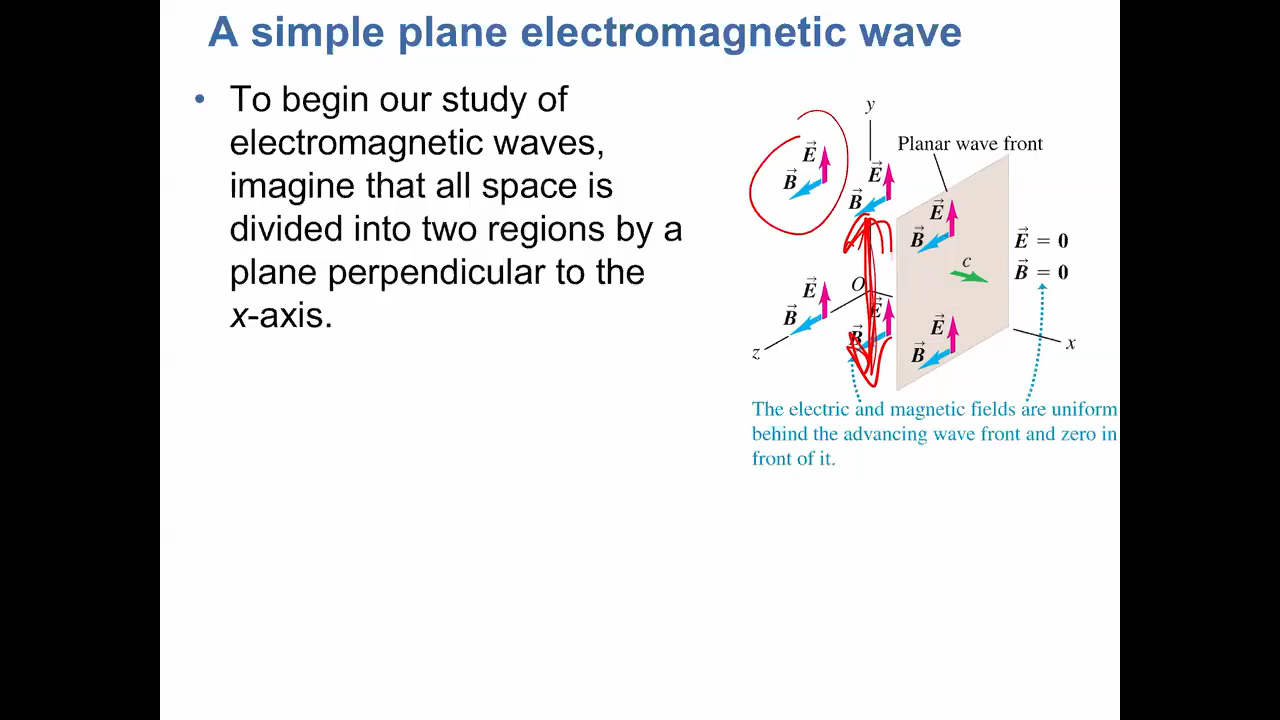 A simple plane electromagnetic wave
• To begin our study of
electromagnetic waves,
imagine that all space is
divided into two regions by a
plane perpendicular to the
x-axis.
y
Planar wave front
E
B
E
B
E
B
E = 0
B = 0
c
O
E
B
E
B
E
B
z
x
The electric and magnetic fields are uniform
behind the advancing wave front and zero in
front of it.